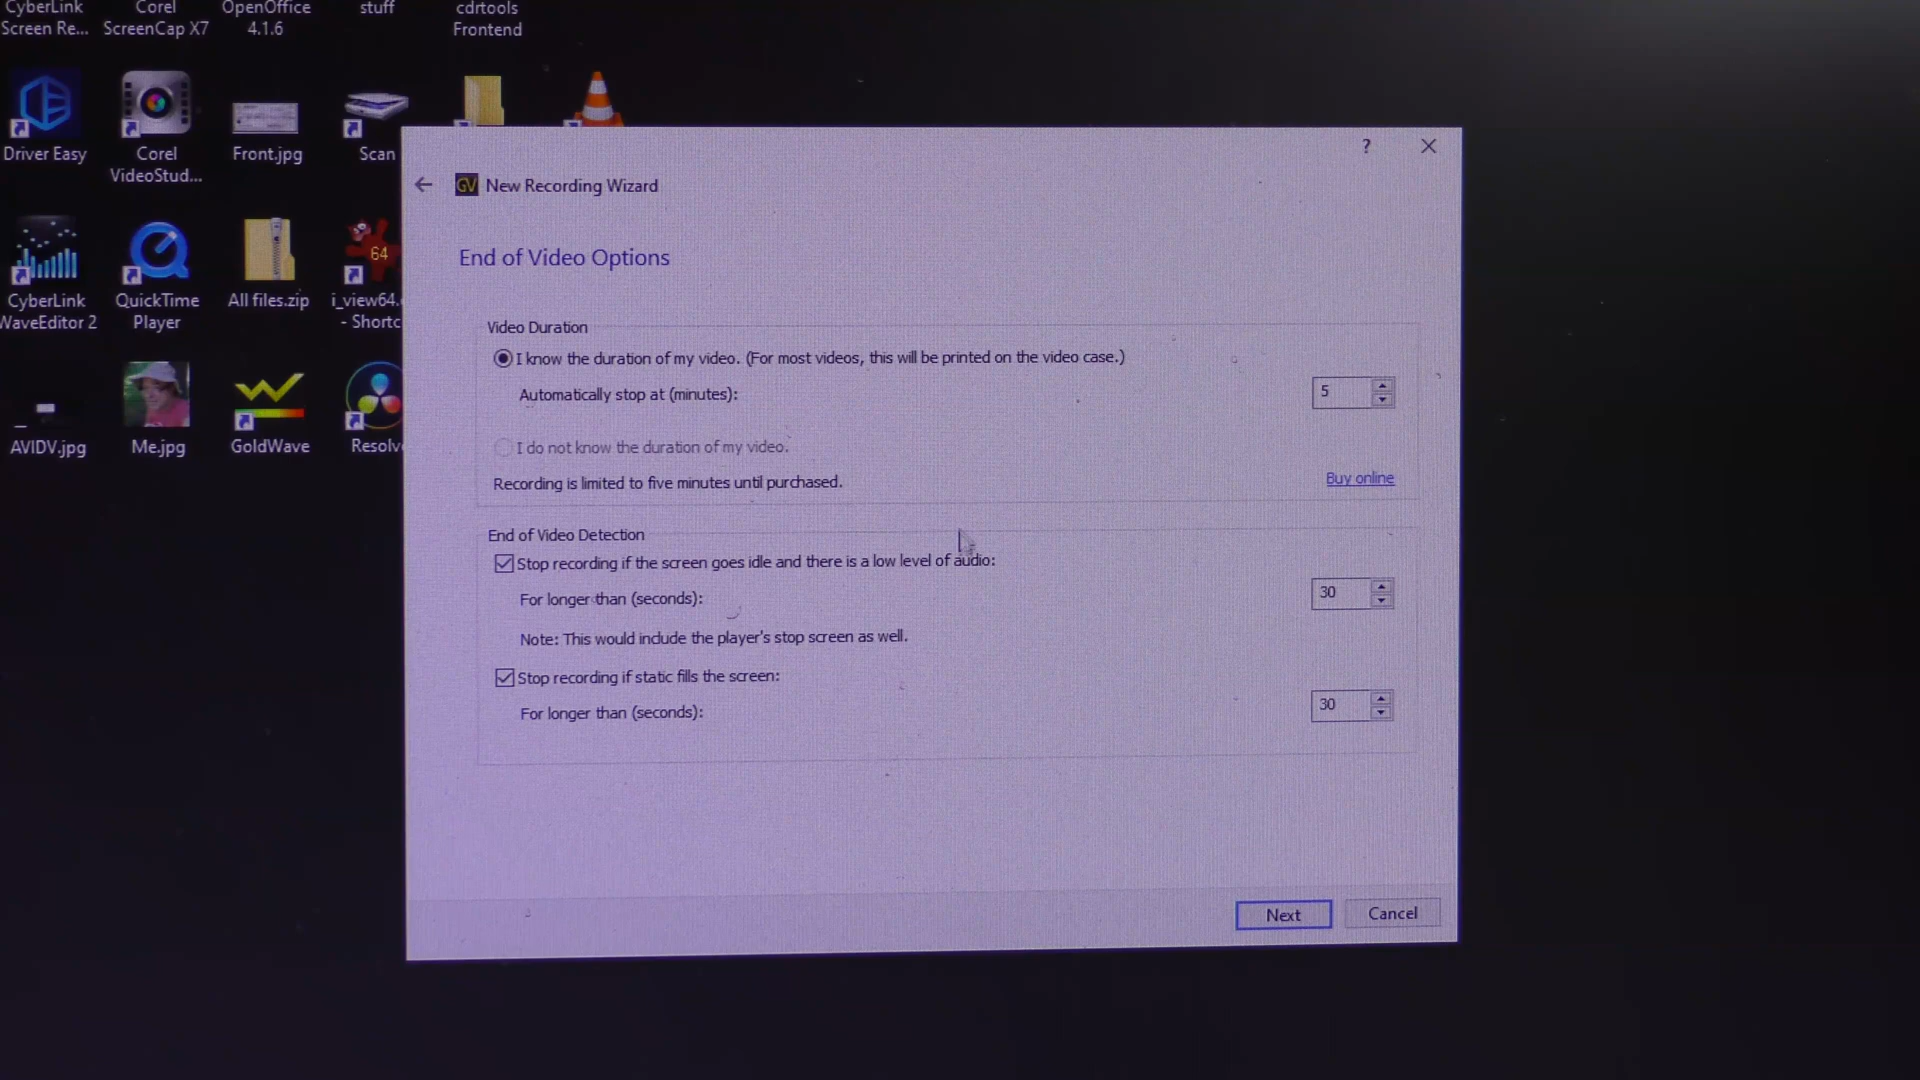 CyberLink
Screen Re...
Corel
ScreenCap X7
OpenOffice
4.1.6
stuff
cdrtools
Frontend
Driver Easy
Corel
VideoStud...
Front.jpg
Scan
CyberLink
WaveEditor 2
QuickTime
Player
All files.zip
64
i_view64.
- Shortc
AVIDV.jpg
Me.jpg
GoldWave
Resolv
?
GV New Recording Wizard
End of Video Options
Video Duration
I know the duration of my video. (For most videos, this will be printed on the video case.)
Automatically stop at (minutes): 5
I do not know the duration of my video.
Recording is limited to five minutes until purchased. Buy online
End of Video Detection
Stop recording if the screen goes idle and there is a low level of audio:
For longer than (seconds): 30
Note: This would include the player's stop screen as well.
Stop recording if static fills the screen:
For longer than (seconds): 30
Next Cancel